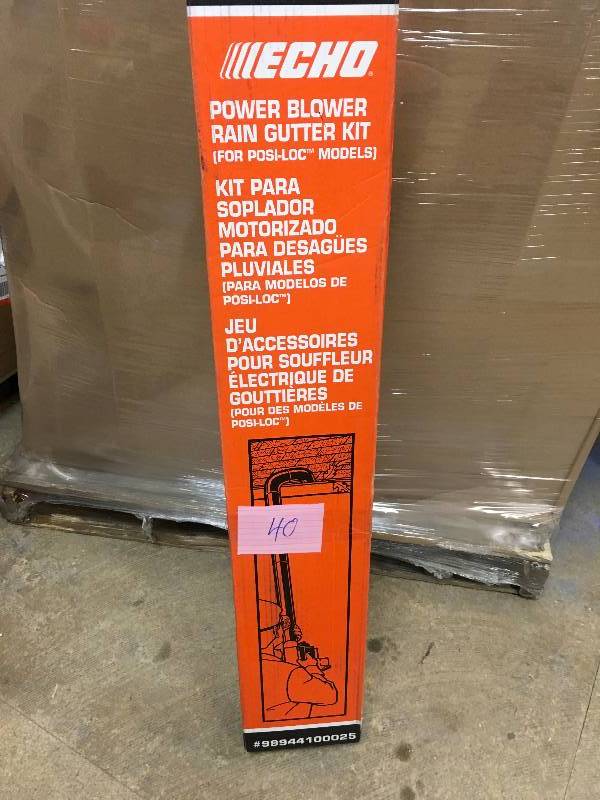 ECHO
POWER BLOWER
RAIN GUTTER KIT
(FOR POSI-LOC™ MODELS)
KIT PARA
SOPLADOR
MOTORIZADO
PARA DESAGÜES
PLUVIALES
(PARA MODELOS DE
POSI-LOC™)
JEU
D'ACCESSOIRES
POUR SOUFFLEUR
ÉLECTRIQUE DE
GOUTTIÈRES
(POUR DES MODÈLES DE
POSI-LOC™)
40
#99944100025